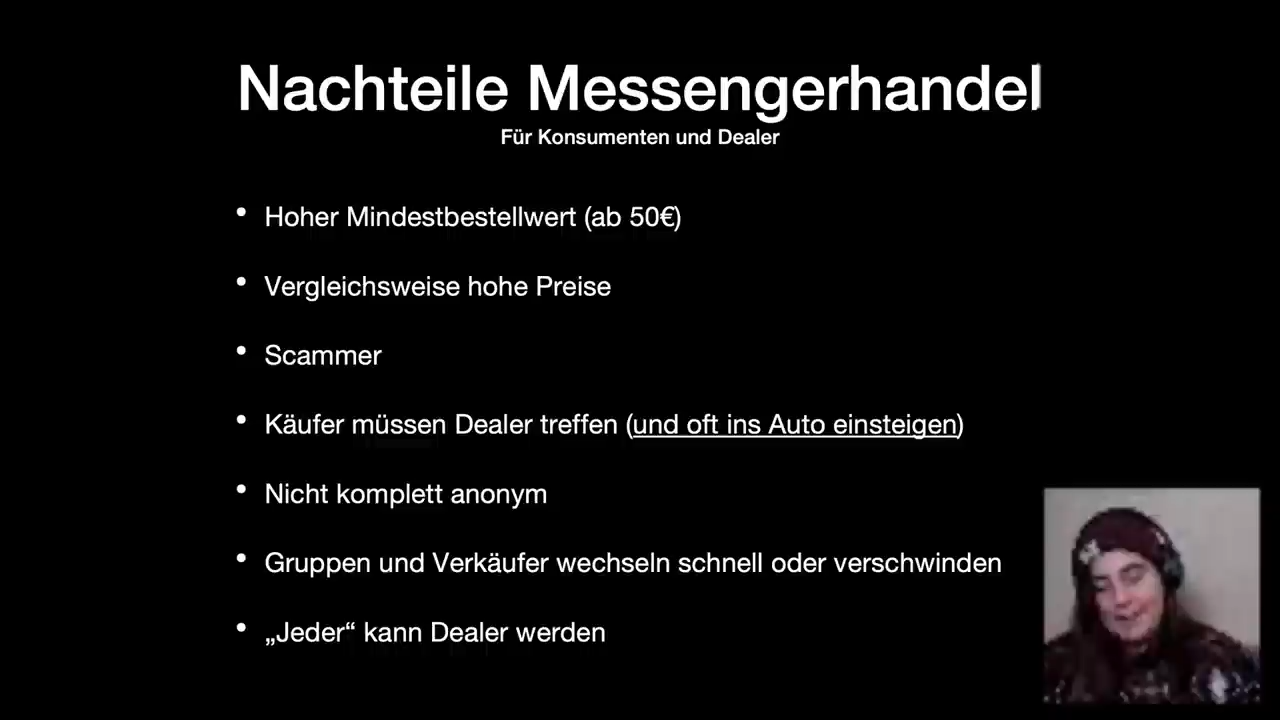 Nachteile Messengerhandel
Für Konsumenten und Dealer
• Hoher Mindestbestellwert (ab 50€)
• Vergleichsweise hohe Preise
• Scammer
• Käufer müssen Dealer treffen (und oft ins Auto einsteigen)
• Nicht komplett anonym
• Gruppen und Verkäufer wechseln schnell oder verschwinden
• „Jeder“ kann Dealer werden